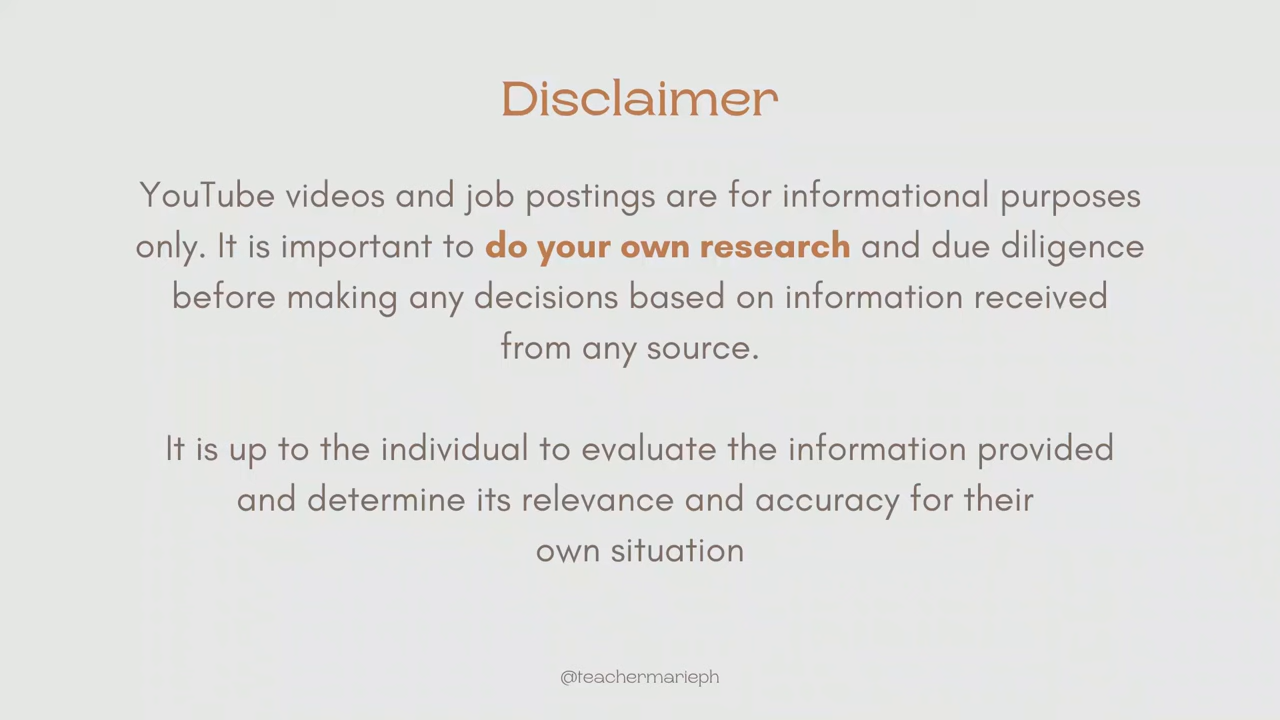 Disclaimer
YouTube videos and job postings are for informational purposes
only. It is important to do your own research and due diligence
before making any decisions based on information received
from any source.
It is up to the individual to evaluate the information provided
and determine its relevance and accuracy for their
own situation
@teachermarieph